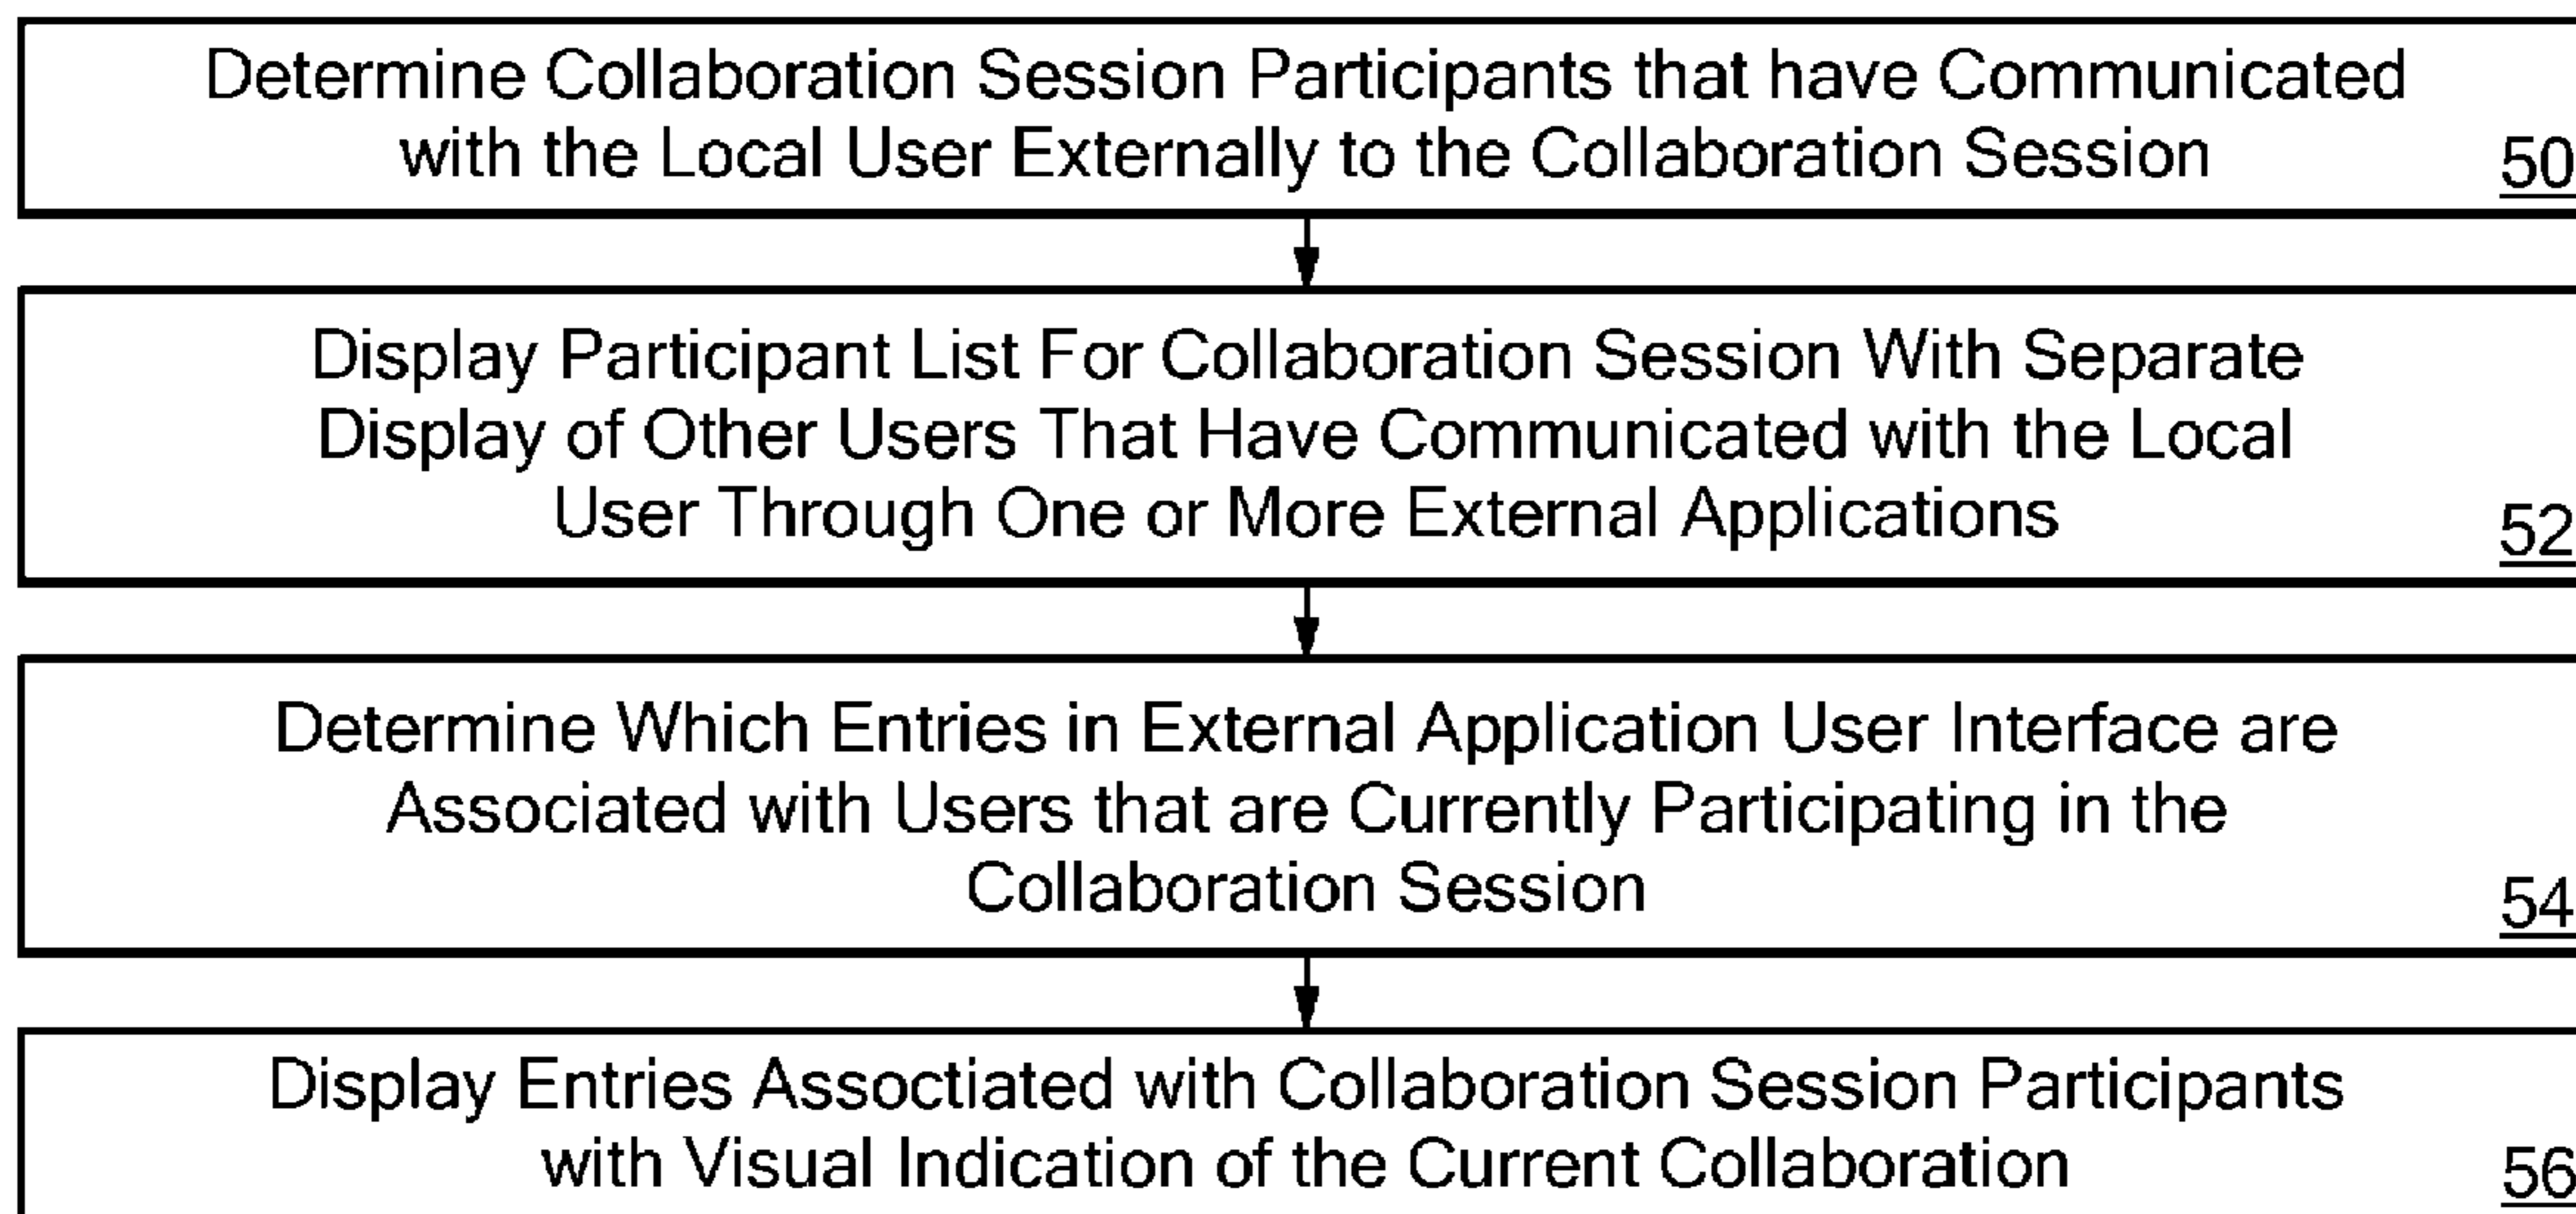 Determine Collaboration Session Participants that have Communicated
with the Local User Externally to the Collaboration Session
50
Display Participant List For Collaboration Session With Separate
Display of Other Users That Have Communicated with the Local
User Through One or More External Applications
52
Determine Which Entries in External Application User Interface are
Associated with Users that are Currently Participating in the
Collaboration Session
54
Display Entries Assoctiated with Collaboration Session Participants
with Visual Indication of the Current Collaboration
56